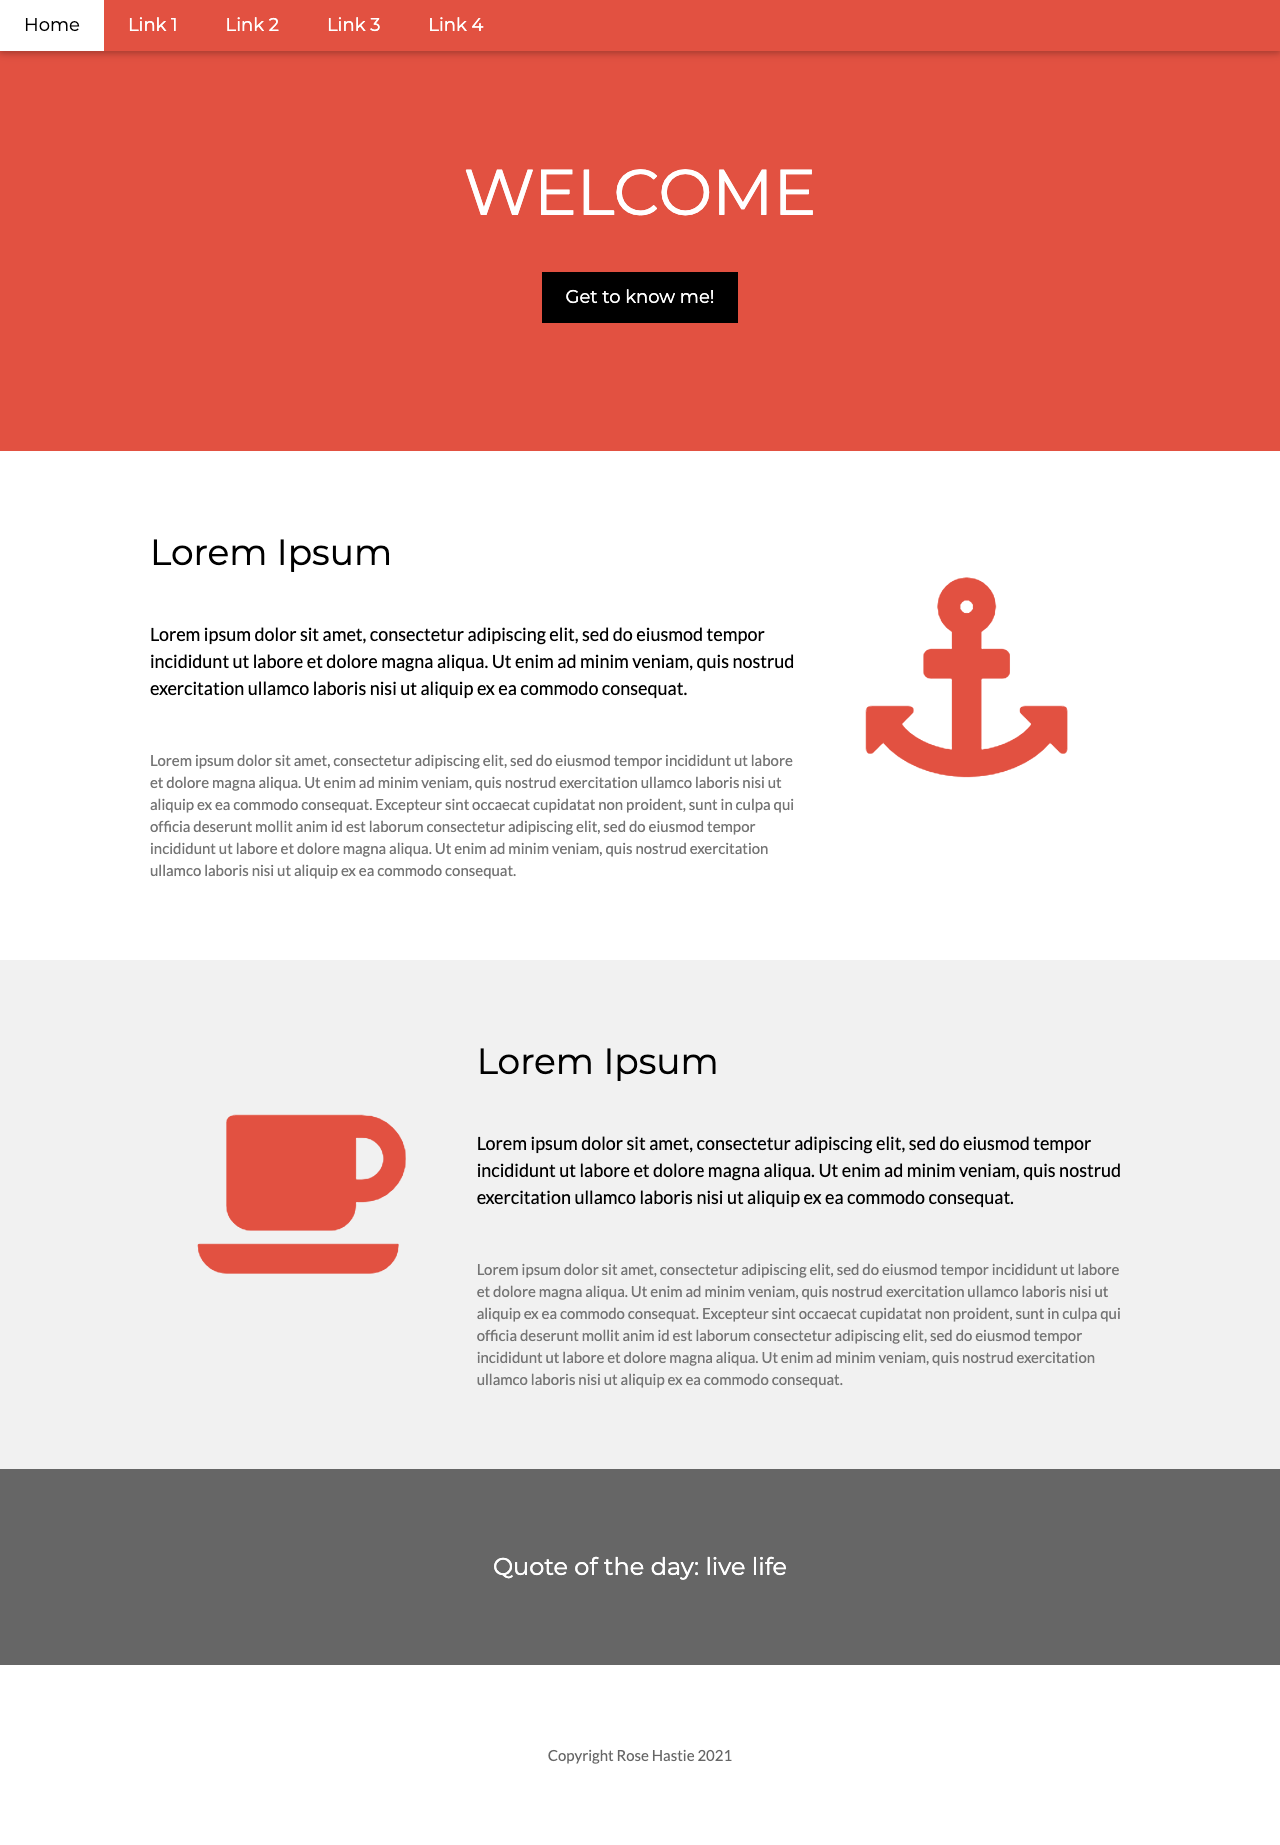 Home Link 1 Link 2 Link 3 Link 4
WELCOME
Get to know me!
Lorem Ipsum
Lorem ipsum dolor sit amet, consectetur adipiscing elit, sed do eiusmod tempor
incididunt ut labore et dolore magna aliqua. Ut enim ad minim veniam, quis nostrud
exercitation ullamco laboris nisi ut aliquip ex ea commodo consequat.
Lorem ipsum dolor sit amet, consectetur adipiscing elit, sed do eiusmod tempor incididunt ut labore
et dolore magna aliqua. Ut enim ad minim veniam, quis nostrud exercitation ullamco laboris nisi ut
aliquip ex ea commodo consequat. Excepteur sint occaecat cupidatat non proident, sunt in culpa qui
officia deserunt mollit anim id est laborum consectetur adipiscing elit, sed do eiusmod tempor
incididunt ut labore et dolore magna aliqua. Ut enim ad minim veniam, quis nostrud exercitation
ullamco laboris nisi ut aliquip ex ea commodo consequat.
Lorem Ipsum
Lorem ipsum dolor sit amet, consectetur adipiscing elit, sed do eiusmod tempor
incididunt ut labore et dolore magna aliqua. Ut enim ad minim veniam, quis nostrud
exercitation ullamco laboris nisi ut aliquip ex ea commodo consequat.
Lorem ipsum dolor sit amet, consectetur adipiscing elit, sed do eiusmod tempor incididunt ut labore
et dolore magna aliqua. Ut enim ad minim veniam, quis nostrud exercitation ullamco laboris nisi ut
aliquip ex ea commodo consequat. Excepteur sint occaecat cupidatat non proident, sunt in culpa qui
officia deserunt mollit anim id est laborum consectetur adipiscing elit, sed do eiusmod tempor
incididunt ut labore et dolore magna aliqua. Ut enim ad minim veniam, quis nostrud exercitation
ullamco laboris nisi ut aliquip ex ea commodo consequat.
Quote of the day: live life
Copyright Rose Hastie 2021